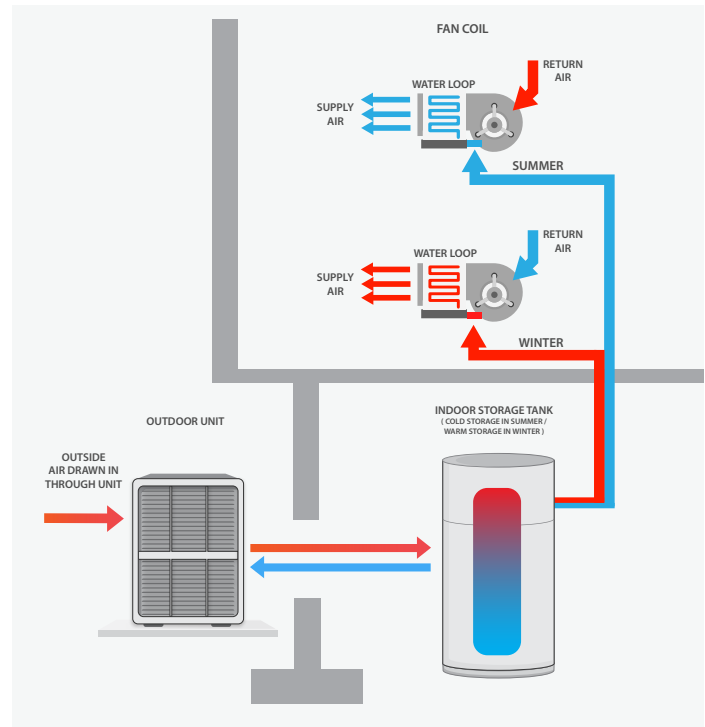 FAN COIL
RETURN
AIR
WATER LOOP
SUPPLY
AIR
SUMMER
RETURN
AIR
WATER LOOP
SUPPLY
AIR
WINTER
OUTDOOR UNIT
INDOOR STORAGE TANK
( COLD STORAGE IN SUMMER /
WARM STORAGE IN WINTER )
OUTSIDE
AIR DRAWN IN
THROUGH UNIT